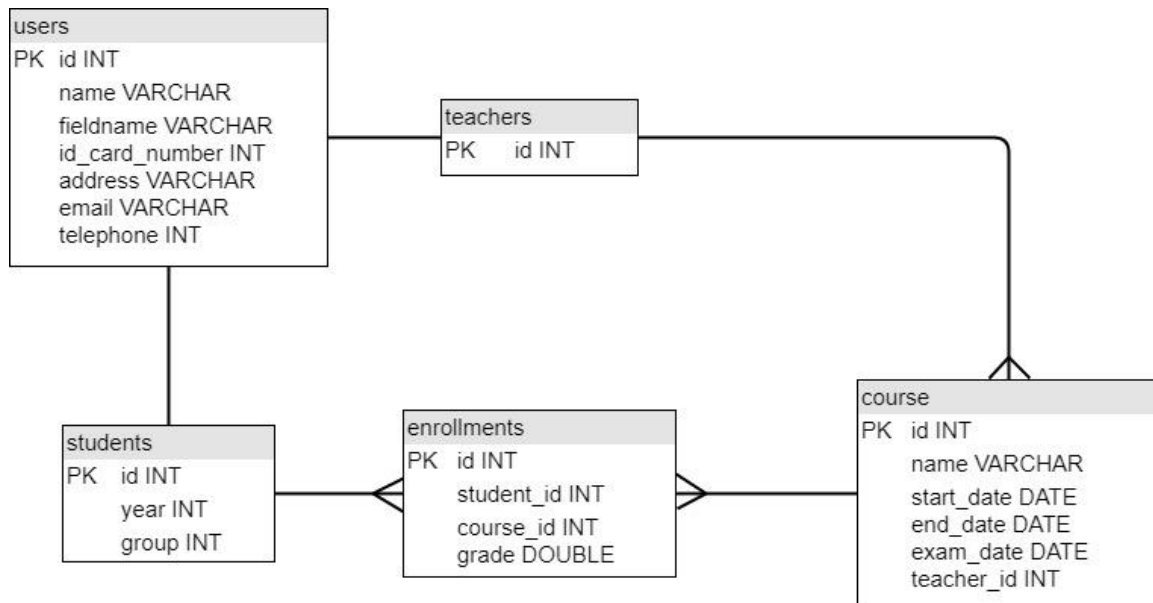 users
PK id INT
name VARCHAR
fieldname VARCHAR
id_card_number INT
address VARCHAR
email VARCHAR
telephone INT
teachers
PK id INT
students
PK id INT
year INT
group INT
enrollments
PK id INT
student_id INT
course_id INT
grade DOUBLE
course
PK id INT
name VARCHAR
start_date DATE
end_date DATE
exam_date DATE
teacher_id INT